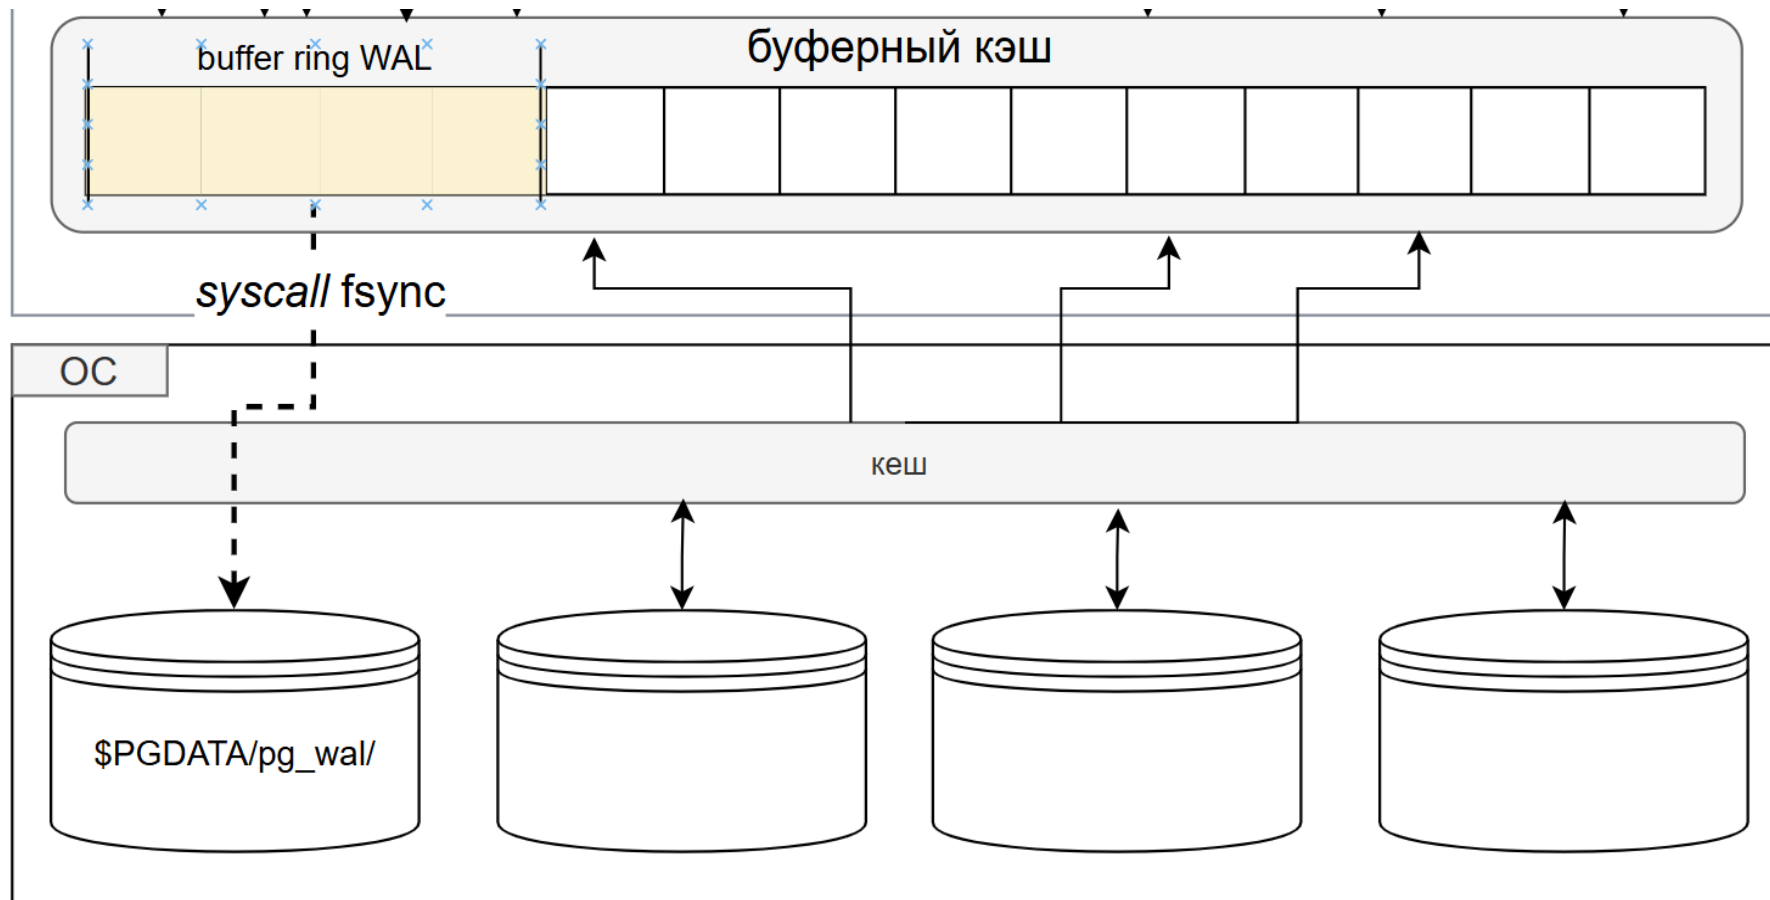 buffer ring WAL
буферный кэш
syscall fsync
ОС
кеш
$PGDATA/pg_wal/